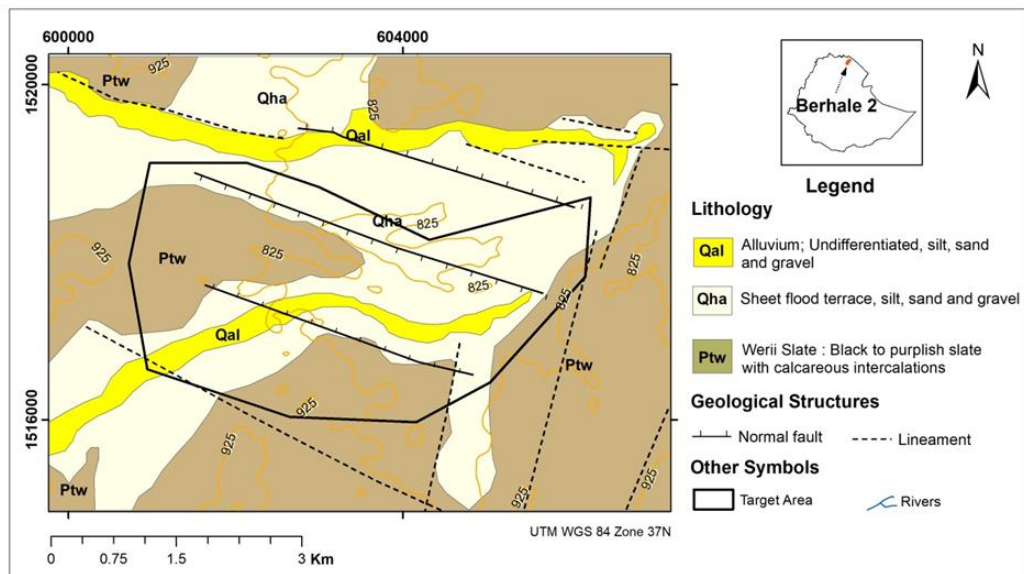 600000
604000
1520000
1516000
Ptw
925
Qha
825
Qal
925
Ptw
825
Qha
825
825
825
825
Qal
Ptw
925
925
925
925
Ptw
UTM WGS 84 Zone 37N
0
0.75
1.5
3 Km
Berhale 2
N
Legend
Lithology
Qal
Alluvium; Undifferentiated, silt, sand
and gravel
Qha
Sheet flood terrace, silt, sand and gravel
Ptw
Werii Slate : Black to purplish slate
with calcareous intercalations
Geological Structures
Normal fault
Lineament
Other Symbols
Target Area
Rivers